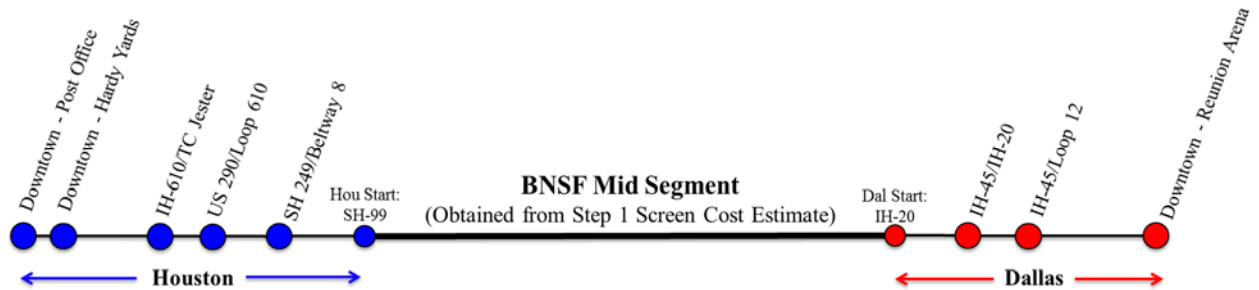 Downtown - Post Office
Downtown - Hardy Yards
IH-610/TC Jester
US 290/Loop 610
SH 249/Beltway 8
Hou Start:
SH-99
BNSF Mid Segment
(Obtained from Step 1 Screen Cost Estimate)
Dal Start:
IH-20
IH-45/IH-20
IH-45/Loop 12
Downtown - Reunion Arena
Houston
Dallas